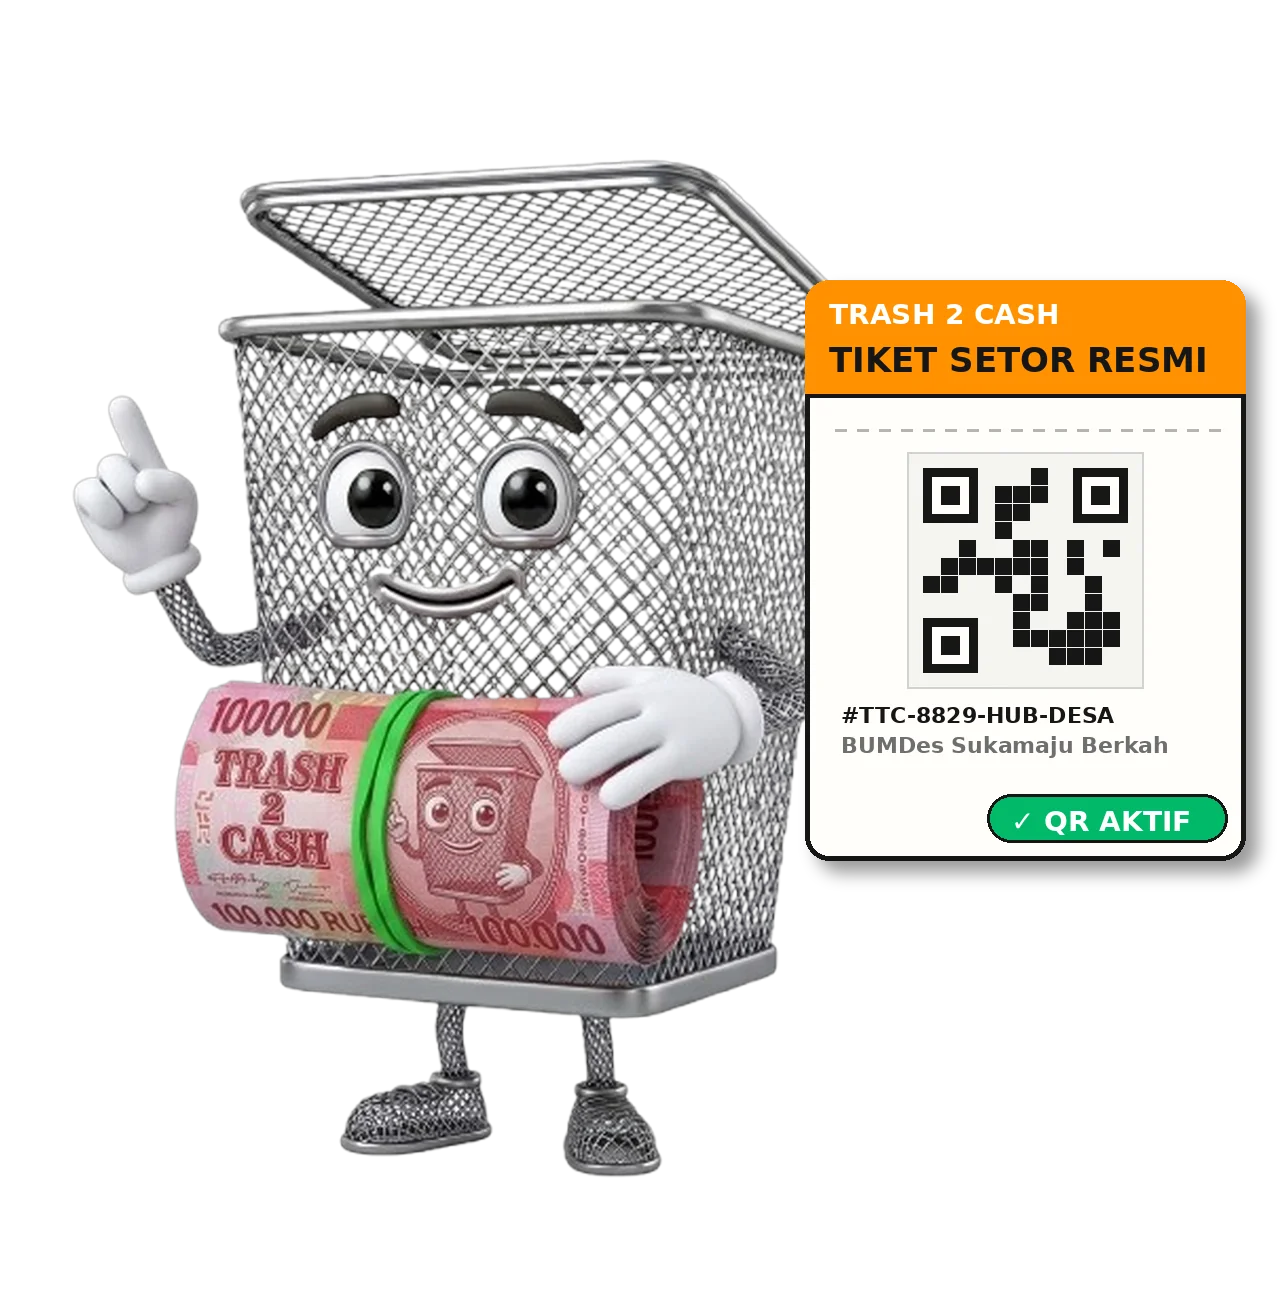 TRASH 2 CASH
TIKET SETOR RESMI
#TTC-8829-HUB-DESA
BUMDes Sukamaju Berkah
✓ QR AKTIF
100000
TRASH
2
CASH
100.000
100.000